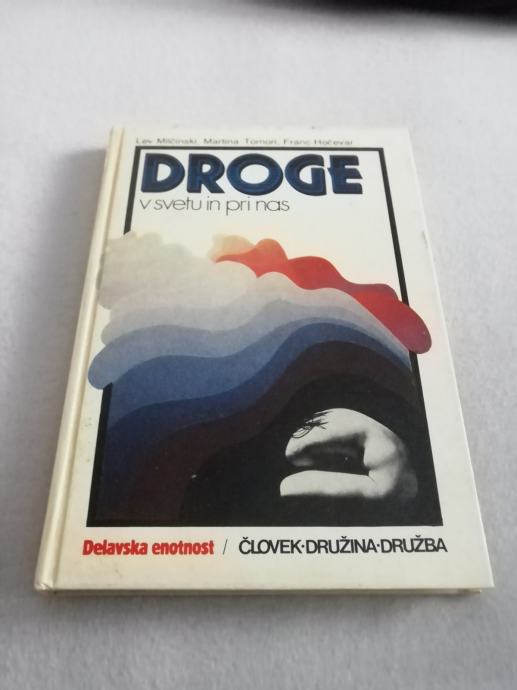 Lev Milčinski, Martina Tomori, Franc Hočevar
DROGE
v svetu in pri nas
Delavska enotnost / ČLOVEK·DRUŽINA·DRUŽBA